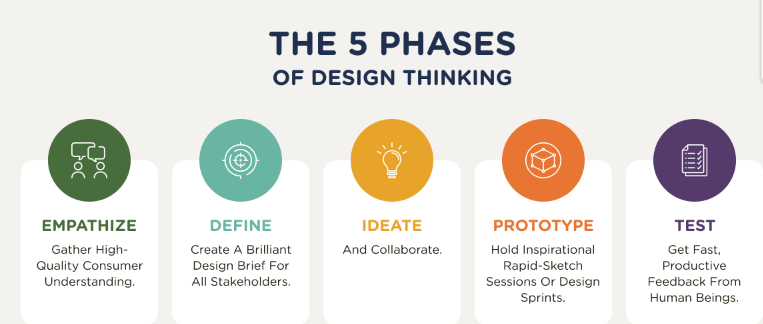 THE 5 PHASES
OF DESIGN THINKING
EMPATHIZE
Gather High-
Quality Consumer
Understanding.
DEFINE
Create A Brilliant
Design Brief For
All Stakeholders.
IDEATE
And Collaborate.
PROTOTYPE
Hold Inspirational
Rapid-Sketch
Sessions Or Design
Sprints.
TEST
Get Fast,
Productive
Feedback From
Human Beings.